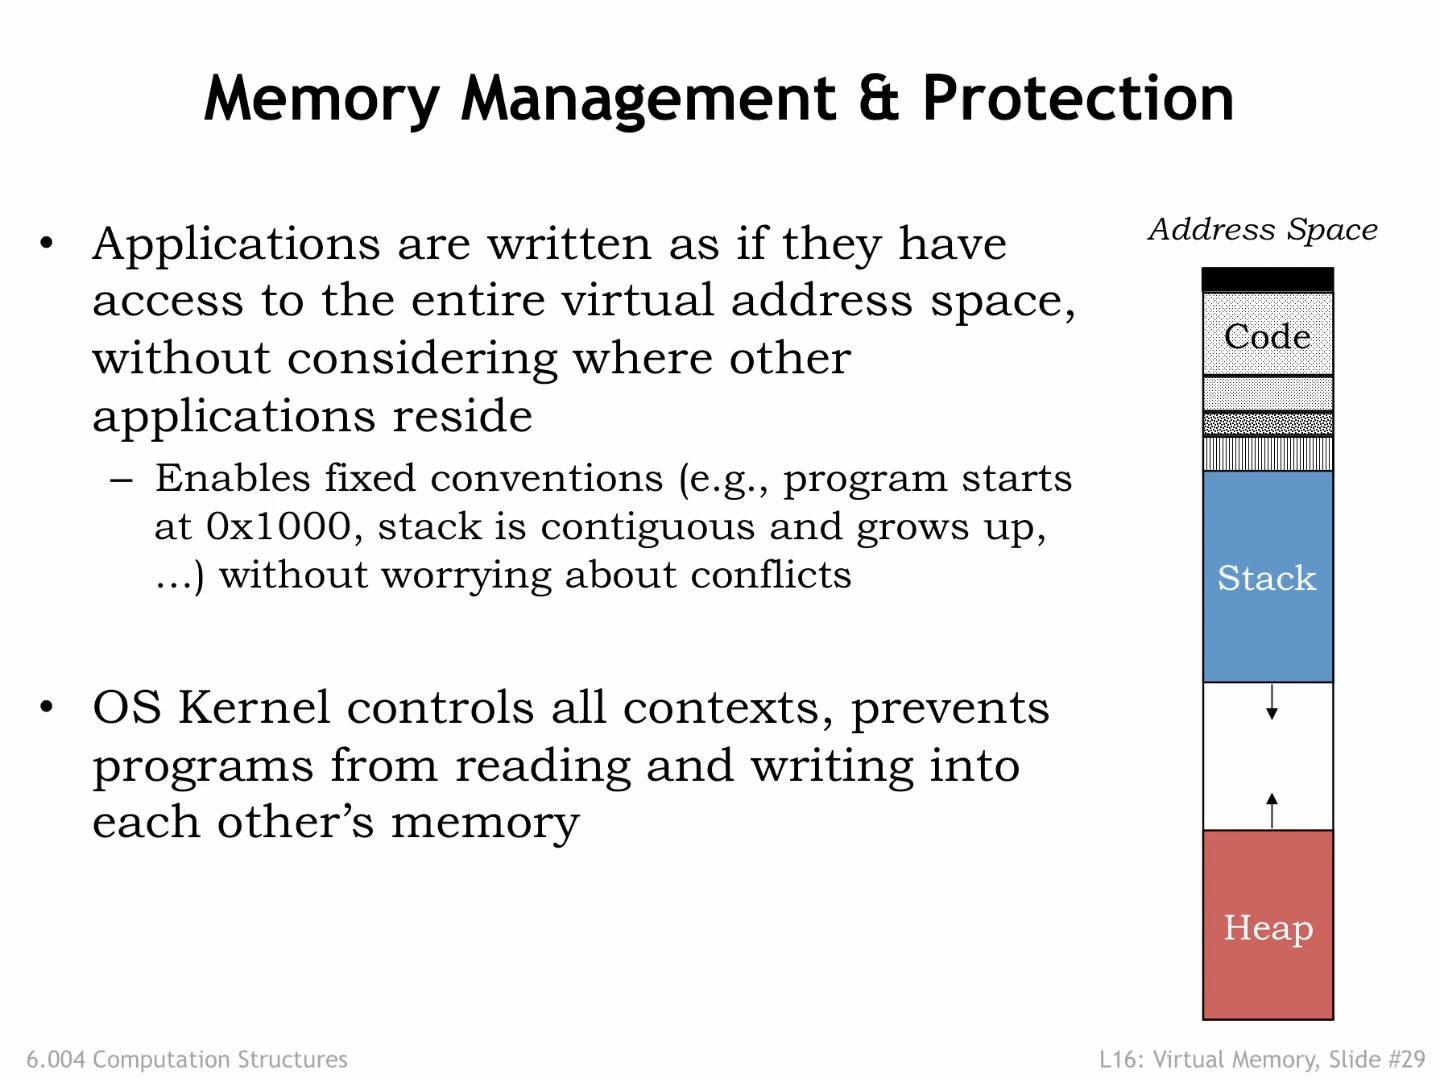 Memory Management & Protection
• Applications are written as if they have
access to the entire virtual address space,
without considering where other
applications reside
– Enables fixed conventions (e.g., program starts
at 0x1000, stack is contiguous and grows up,
…) without worrying about conflicts
• OS Kernel controls all contexts, prevents
programs from reading and writing into
each other’s memory
Address Space
Code
Stack
Heap
6.004 Computation Structures
L16: Virtual Memory, Slide #29